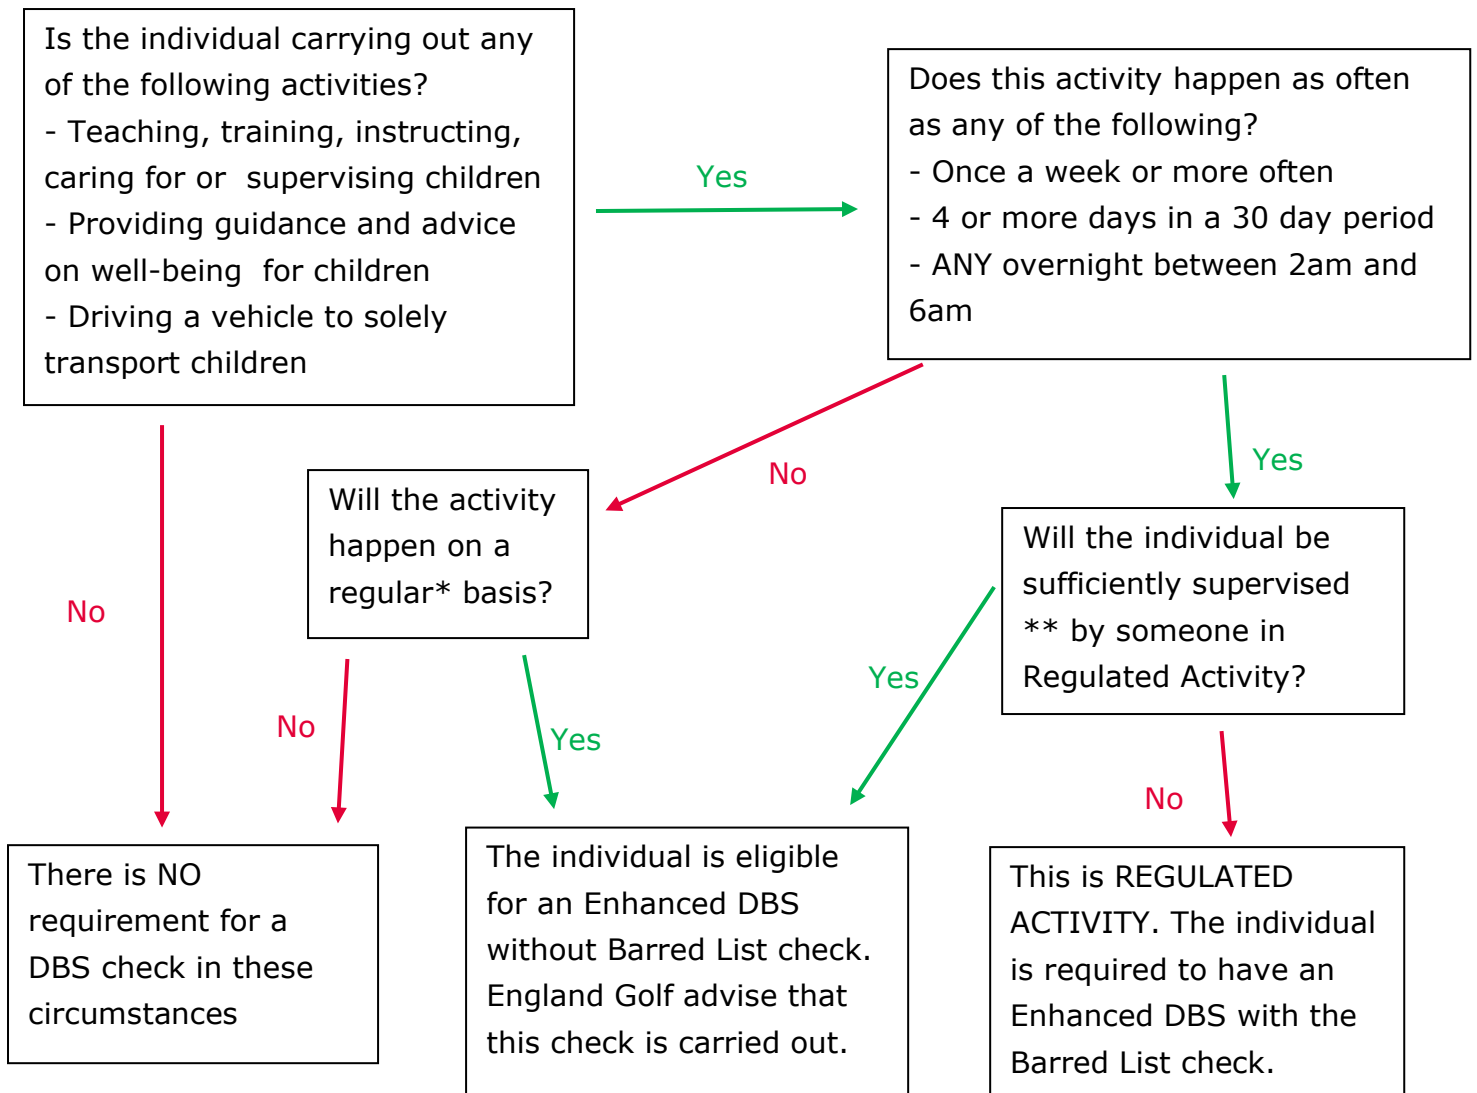 Is the individual carrying out any
of the following activities?
- Teaching, training, instructing,
caring for or  supervising children
- Providing guidance and advice
on well-being  for children
- Driving a vehicle to solely
transport children
Yes
Does this activity happen as often
as any of the following?
- Once a week or more often
- 4 or more days in a 30 day period
- ANY overnight between 2am and
6am
No
No
Yes
Will the activity
happen on a
regular* basis?
Will the individual be
sufficiently supervised
** by someone in
Regulated Activity?
No
Yes
Yes
No
There is NO
requirement for a
DBS check in these
circumstances
The individual is eligible
for an Enhanced DBS
without Barred List check.
England Golf advise that
this check is carried out.
This is REGULATED
ACTIVITY. The individual
is required to have an
Enhanced DBS with the
Barred List check.